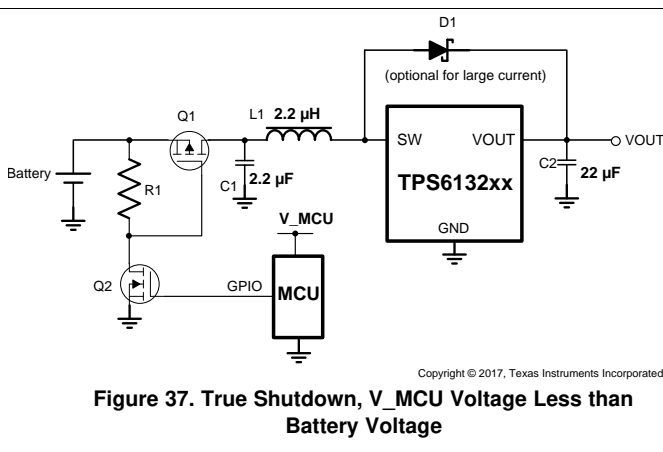 D1
(optional for large current)
Q1
L1 2.2 µH
SW VOUT
VOUT
Battery
R1
C1
2.2 µF
TPS6132xx
C2
22 µF
V_MCU
GND
Q2
GPIO
MCU
Copyright © 2017, Texas Instruments Incorporated
Figure 37. True Shutdown, V_MCU Voltage Less than
Battery Voltage